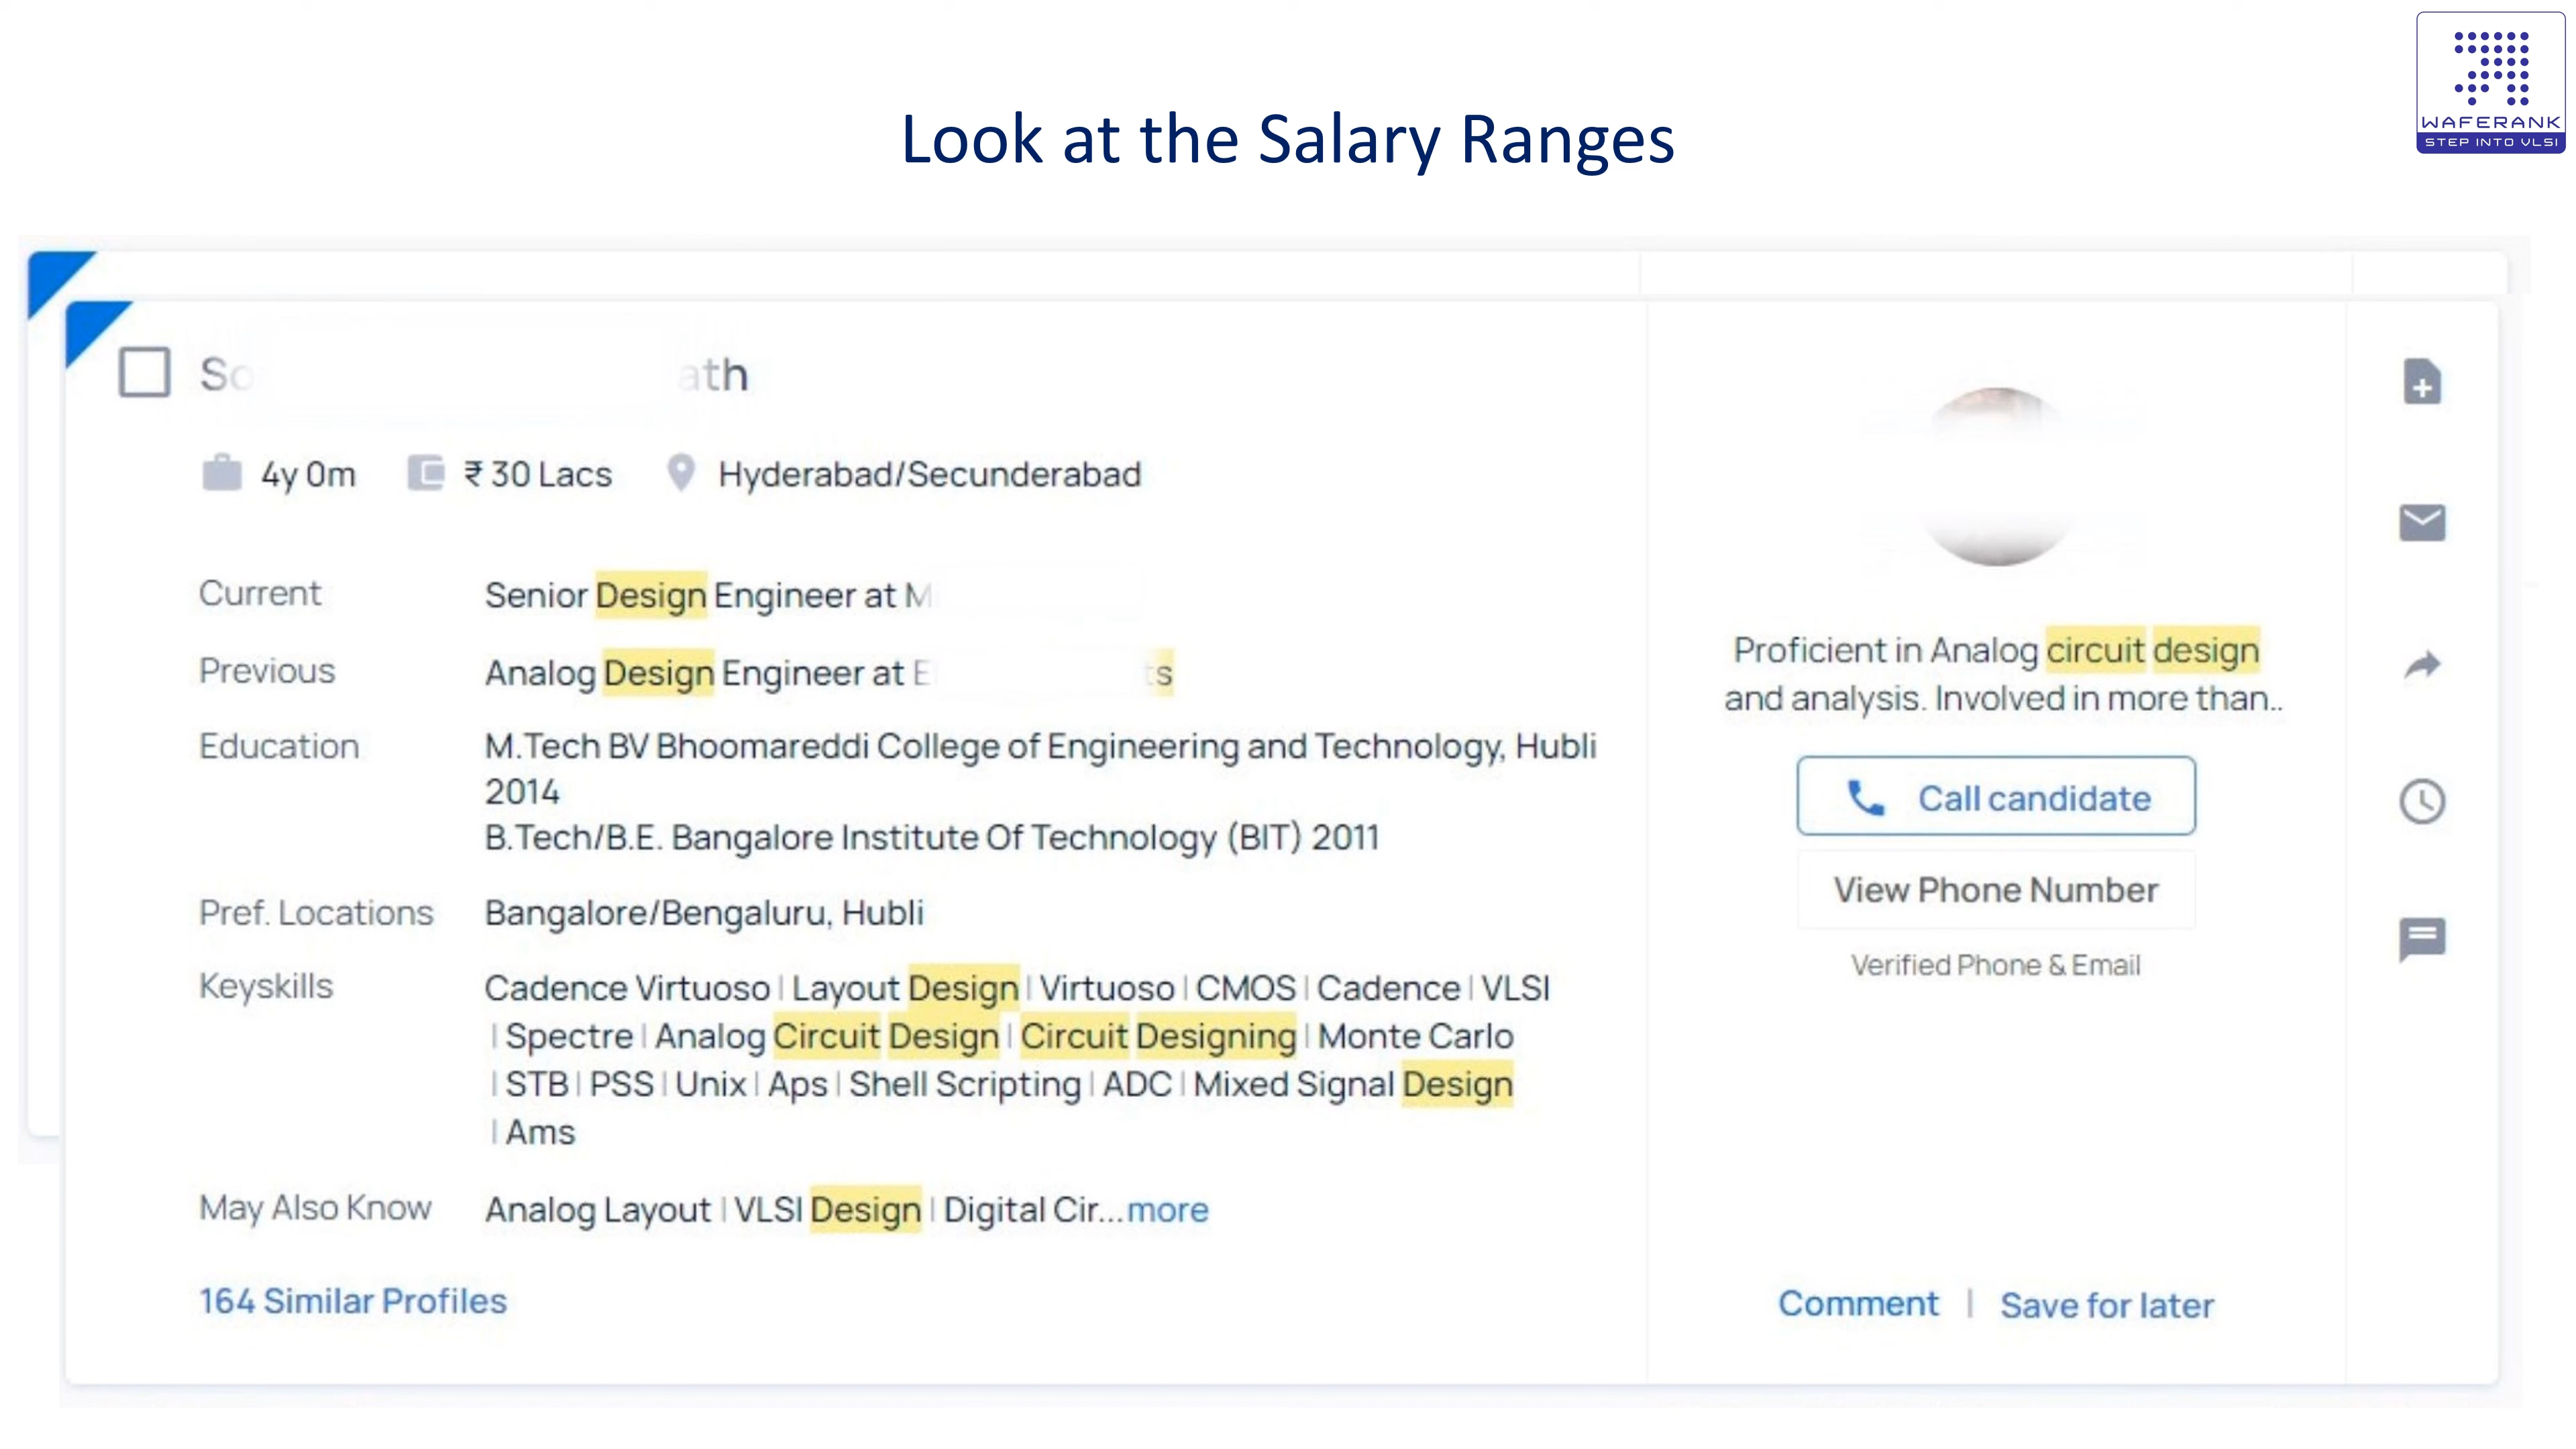 WAFERANK
STEP INTO VLSI
Look at the Salary Ranges
4y 0m ₹ 30 Lacs Hyderabad/Secunderabad
Current Senior Design Engineer at
Previous Analog Design Engineer at
Education M.Tech BV Bhoomareddi College of Engineering and Technology, Hubli
2014
B.Tech/B.E. Bangalore Institute Of Technology (BIT) 2011
Pref. Locations Bangalore/Bengaluru, Hubli
Keyskills Cadence Virtuoso | Layout Design | Virtuoso | CMOS | Cadence | VLSI
| Spectre | Analog Circuit Design | Circuit Designing | Monte Carlo
| STB | PSS | Unix | Aps | Shell Scripting | ADC | Mixed Signal Design
| Ams
May Also Know Analog Layout | VLSI Design | Digital Cir... more
164 Similar Profiles
Proficient in Analog circuit design
and analysis. Involved in more than..
Call candidate
View Phone Number
Verified Phone & Email
Comment | Save for later